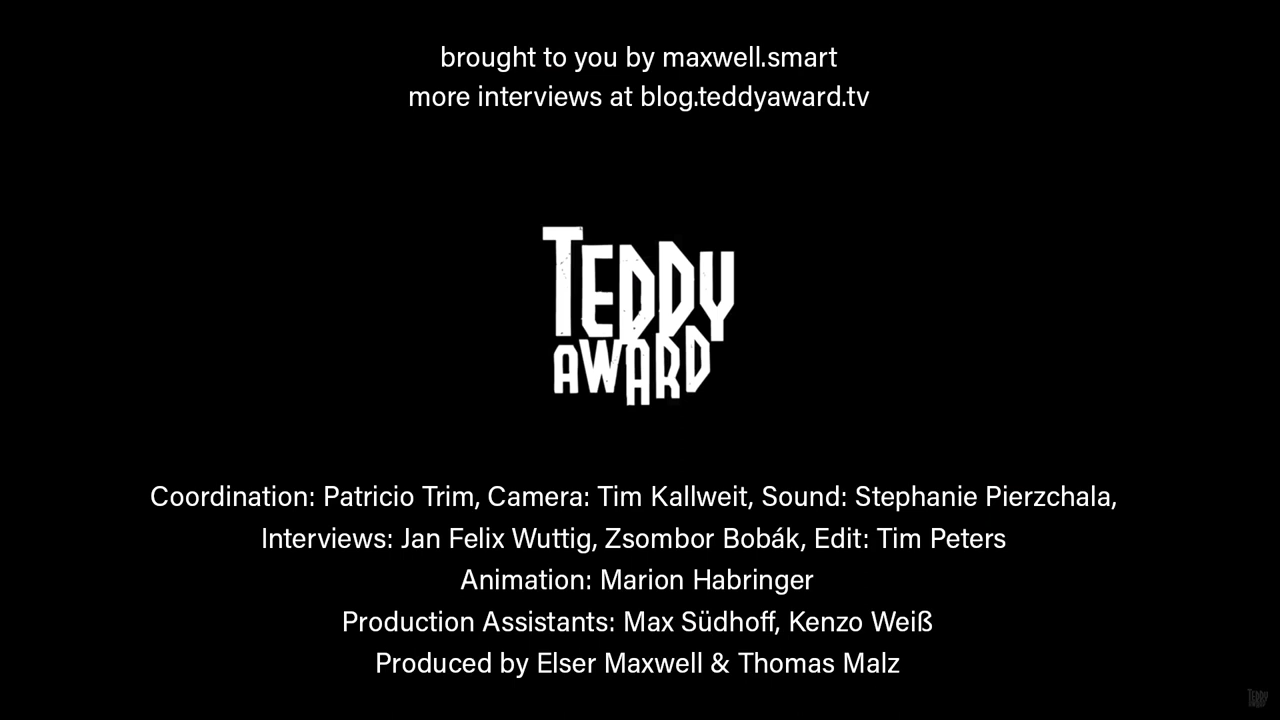 brought to you by maxwell.smart
more interviews at blog.teddyaward.tv
TEDDY
AWARD
Coordination: Patricio Trim, Camera: Tim Kallweit, Sound: Stephanie Pierzchala,
Interviews: Jan Felix Wuttig, Zsombor Bobák, Edit: Tim Peters
Animation: Marion Habringer
Production Assistants: Max Südhoff, Kenzo Weiß
Produced by Elser Maxwell & Thomas Malz
TEDDY
AWARD